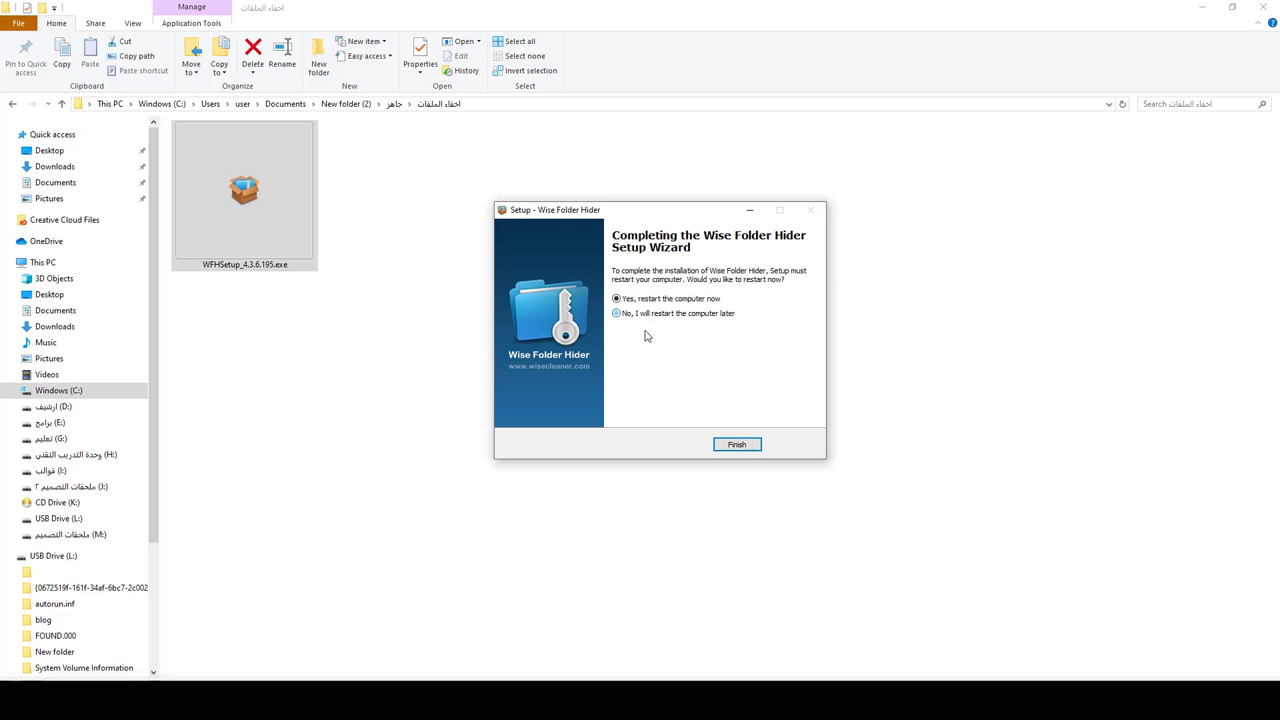 Manage
اخفاء الملفات
File
Home
Share
View
Application Tools
Pin to Quick access
Copy
Paste
Cut
Copy path
Paste shortcut
Clipboard
Move to
Copy to
Delete
Rename
Organize
New folder
New item
Easy access
New
Properties
Open
Edit
History
Open
Select all
Select none
Invert selection
Select
This PC
Windows (C:)
Users
user
Documents
New folder (2)
جاهز
اخفاء الملفات
Search اخفاء الملفات
Quick access
Desktop
Downloads
Documents
Pictures
Creative Cloud Files
OneDrive
This PC
3D Objects
Desktop
Documents
Downloads
Music
Pictures
Videos
Windows (C:)
ارشيف (D:)
برامج (E:)
تعليم (G:)
وحدة التدريب التقني (H:)
قوالب (I:)
ملحقات التصميم ٢ (J:)
CD Drive (K:)
USB Drive (L:)
ملحقات التصميم (M:)
USB Drive (L:)
{0672519f-161f-34af-6bc7-2c002
autorun.inf
blog
FOUND.000
New folder
System Volume Information
WFHSetup_4.3.6.195.exe
Setup - Wise Folder Hider
Completing the Wise Folder Hider
Setup Wizard
To complete the installation of Wise Folder Hider, Setup must
restart your computer. Would you like to restart now?
Yes, restart the computer now
No, I will restart the computer later
Wise Folder Hider
www.wisecleaner.com
Finish